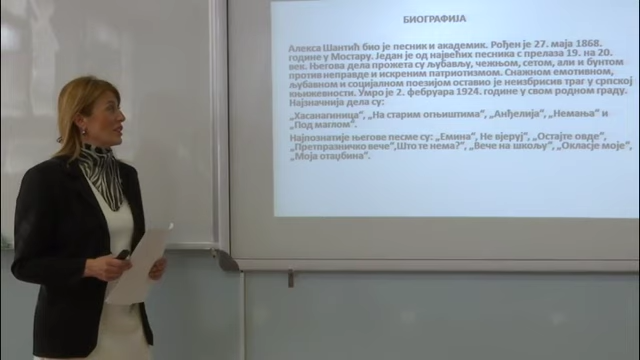 БИОГРАФИЈА
Алекса Шантић био је песник и академик. Рођен је 27. маја 1868.
године у Мостару. Један је од највећих песника с прелаза 19. на 20.
век. Његова дела прожета су љубављу, чежњом, сетом, али и бунтом
против неправде и искреним патриотизмом. Снажном емотивном,
љубавном и социјалном поезијом оставио је неизбрисив траг у српској
књижевности. Умро је 2. фебруара 1924. године у свом родном граду.
Најзначнија дела су:
„Хасанагиница“, „На старим огњиштима“, „Анђелија“, „Немања“ и
„Под маглом“.
Најпознатије његове песме су: „Емина“, Не вјеруј“, „Остајте овде“,
„Претпразничко вече“,Што те нема?“, „Вече на шкољу“, „Окласје моје“,
„Моја отаџбина“.